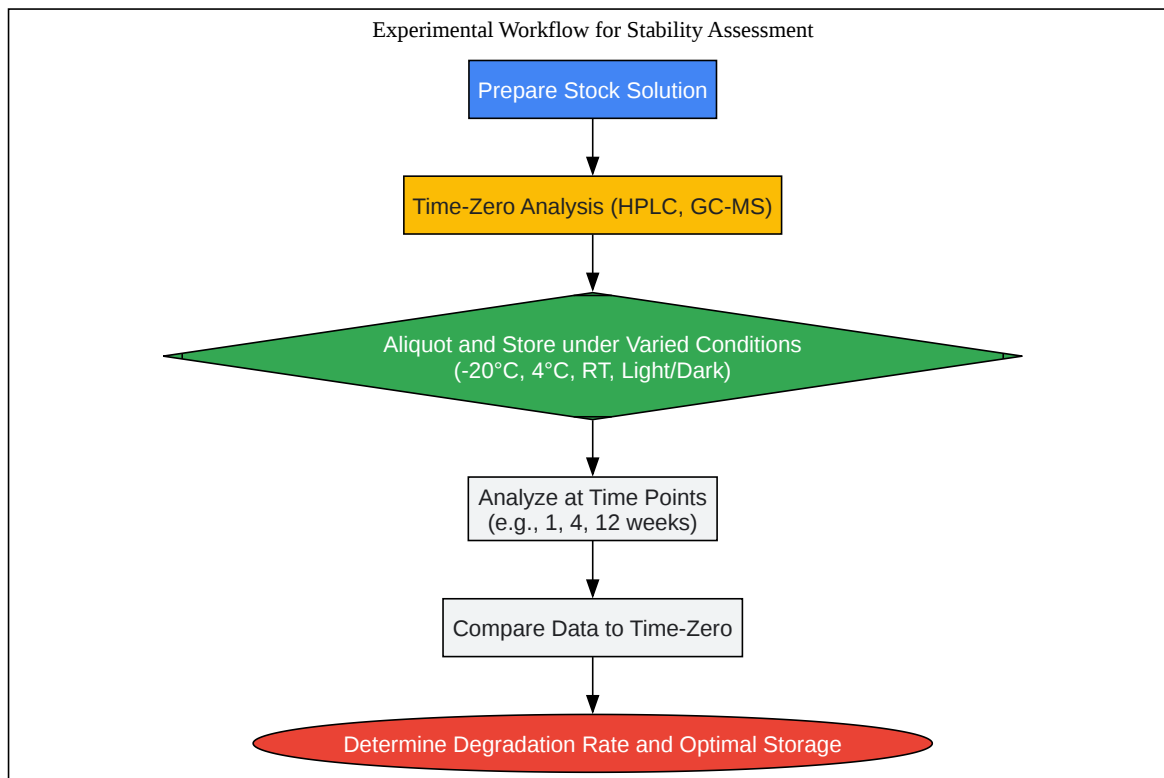 Experimental Workflow for Stability Assessment
Prepare Stock Solution
Time-Zero Analysis (HPLC, GC-MS)
Aliquot and Store under Varied Conditions
(-20°C, 4°C, RT, Light/Dark)
Analyze at Time Points
(e.g., 1, 4, 12 weeks)
Compare Data to Time-Zero
Determine Degradation Rate and Optimal Storage